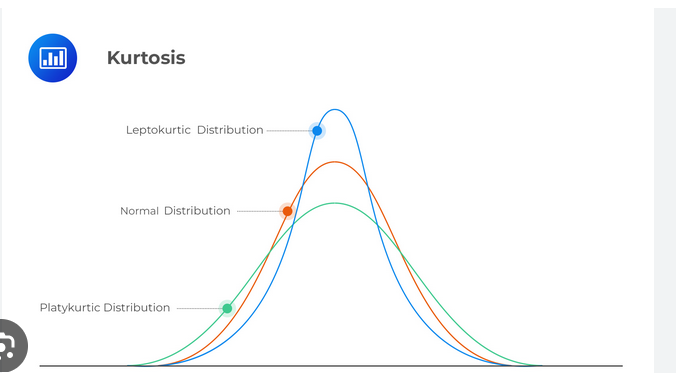 Kurtosis
Leptokurtic Distribution
Normal Distribution
Platykurtic Distribution